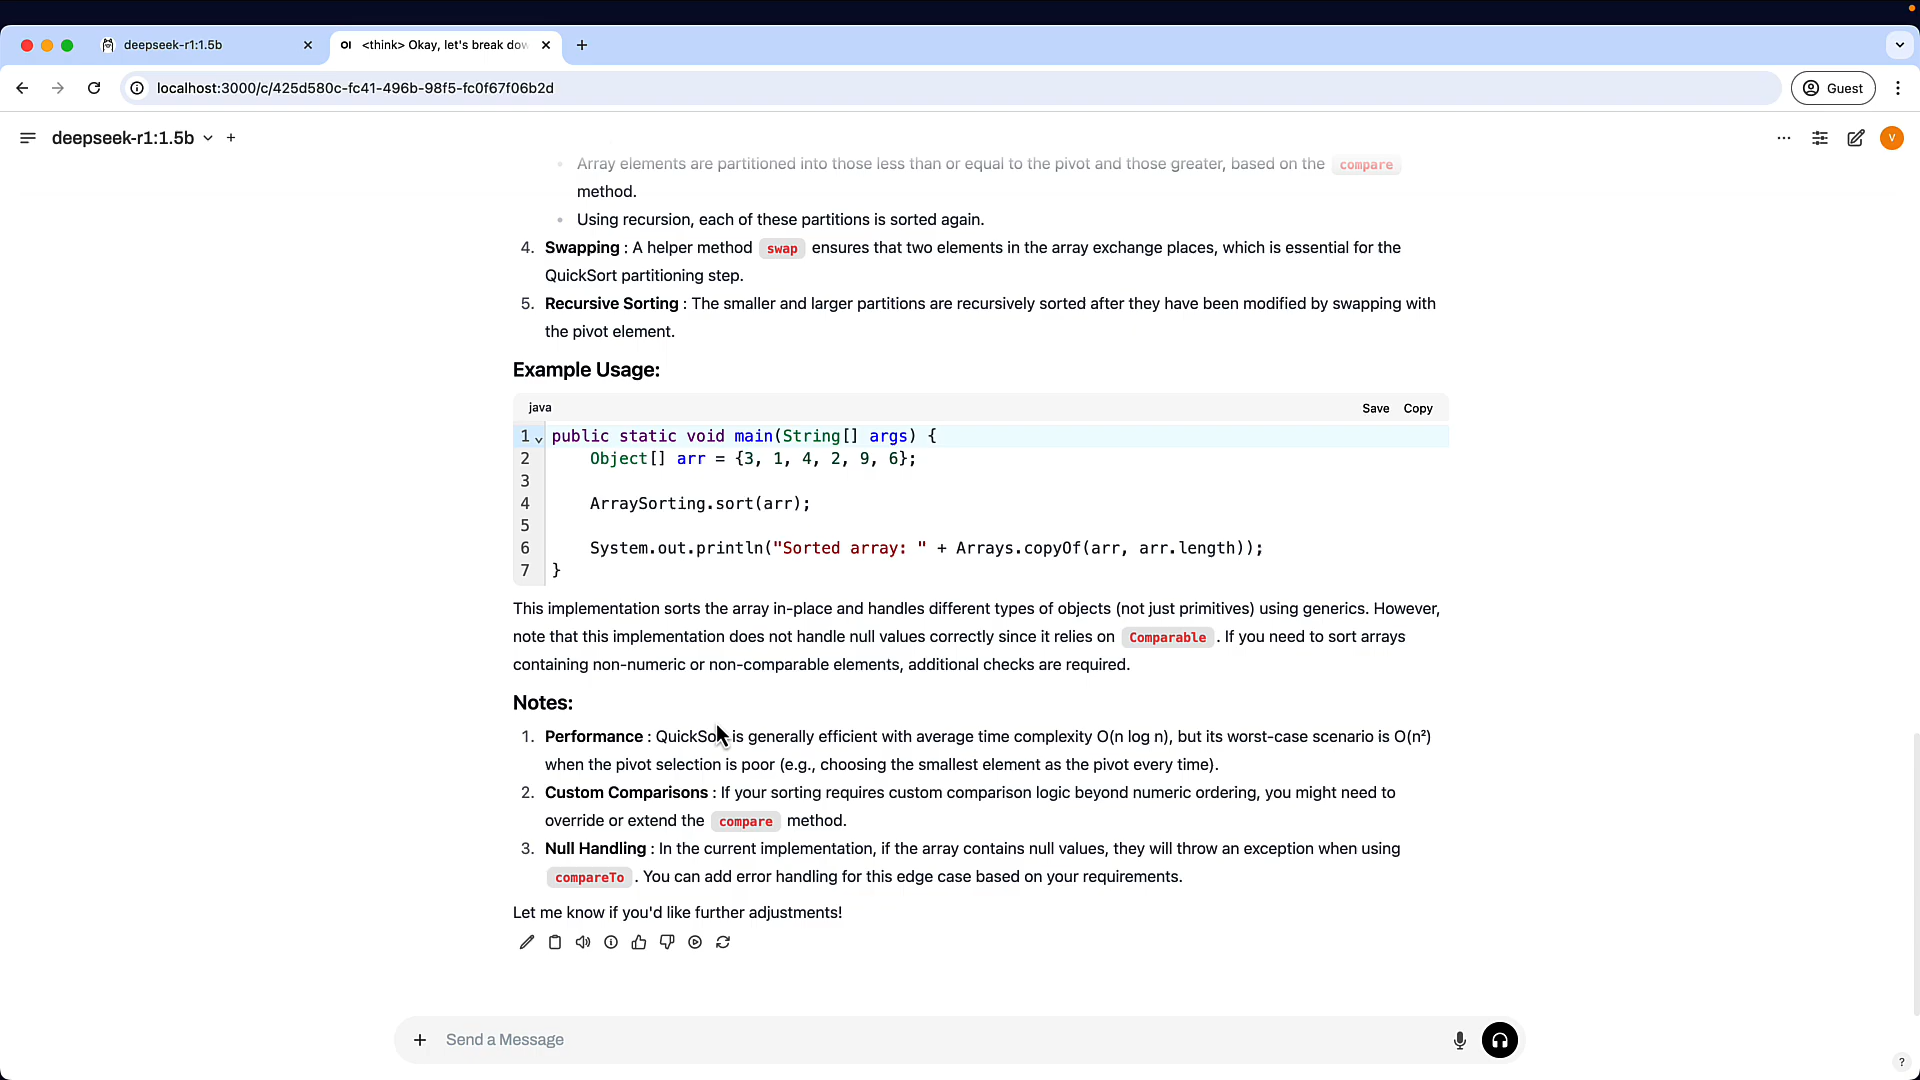 deepseek-r1:1.5b
OI <think> Okay, let's break dow
localhost:3000/c/425d580c-fc41-496b-98f5-fc0f67f06b2d
Guest
deepseek-r1:1.5b
V
Array elements are partitioned into those less than or equal to the pivot and those greater, based on the compare
method.
Using recursion, each of these partitions is sorted again.
4. Swapping : A helper method swap ensures that two elements in the array exchange places, which is essential for the
QuickSort partitioning step.
5. Recursive Sorting : The smaller and larger partitions are recursively sorted after they have been modified by swapping with
the pivot element.
Example Usage:
java
Save Copy
1 public static void main(String[] args) {
2 Object[] arr = {3, 1, 4, 2, 9, 6};
3
4 ArraySorting.sort(arr);
5
6 System.out.println("Sorted array: " + Arrays.copyOf(arr, arr.length));
7 }
This implementation sorts the array in-place and handles different types of objects (not just primitives) using generics. However,
note that this implementation does not handle null values correctly since it relies on Comparable . If you need to sort arrays
containing non-numeric or non-comparable elements, additional checks are required.
Notes:
1. Performance : QuickSort is generally efficient with average time complexity O(n log n), but its worst-case scenario is O(n²)
when the pivot selection is poor (e.g., choosing the smallest element as the pivot every time).
2. Custom Comparisons : If your sorting requires custom comparison logic beyond numeric ordering, you might need to
override or extend the compare method.
3. Null Handling : In the current implementation, if the array contains null values, they will throw an exception when using
compareTo . You can add error handling for this edge case based on your requirements.
Let me know if you'd like further adjustments!
Send a Message
?